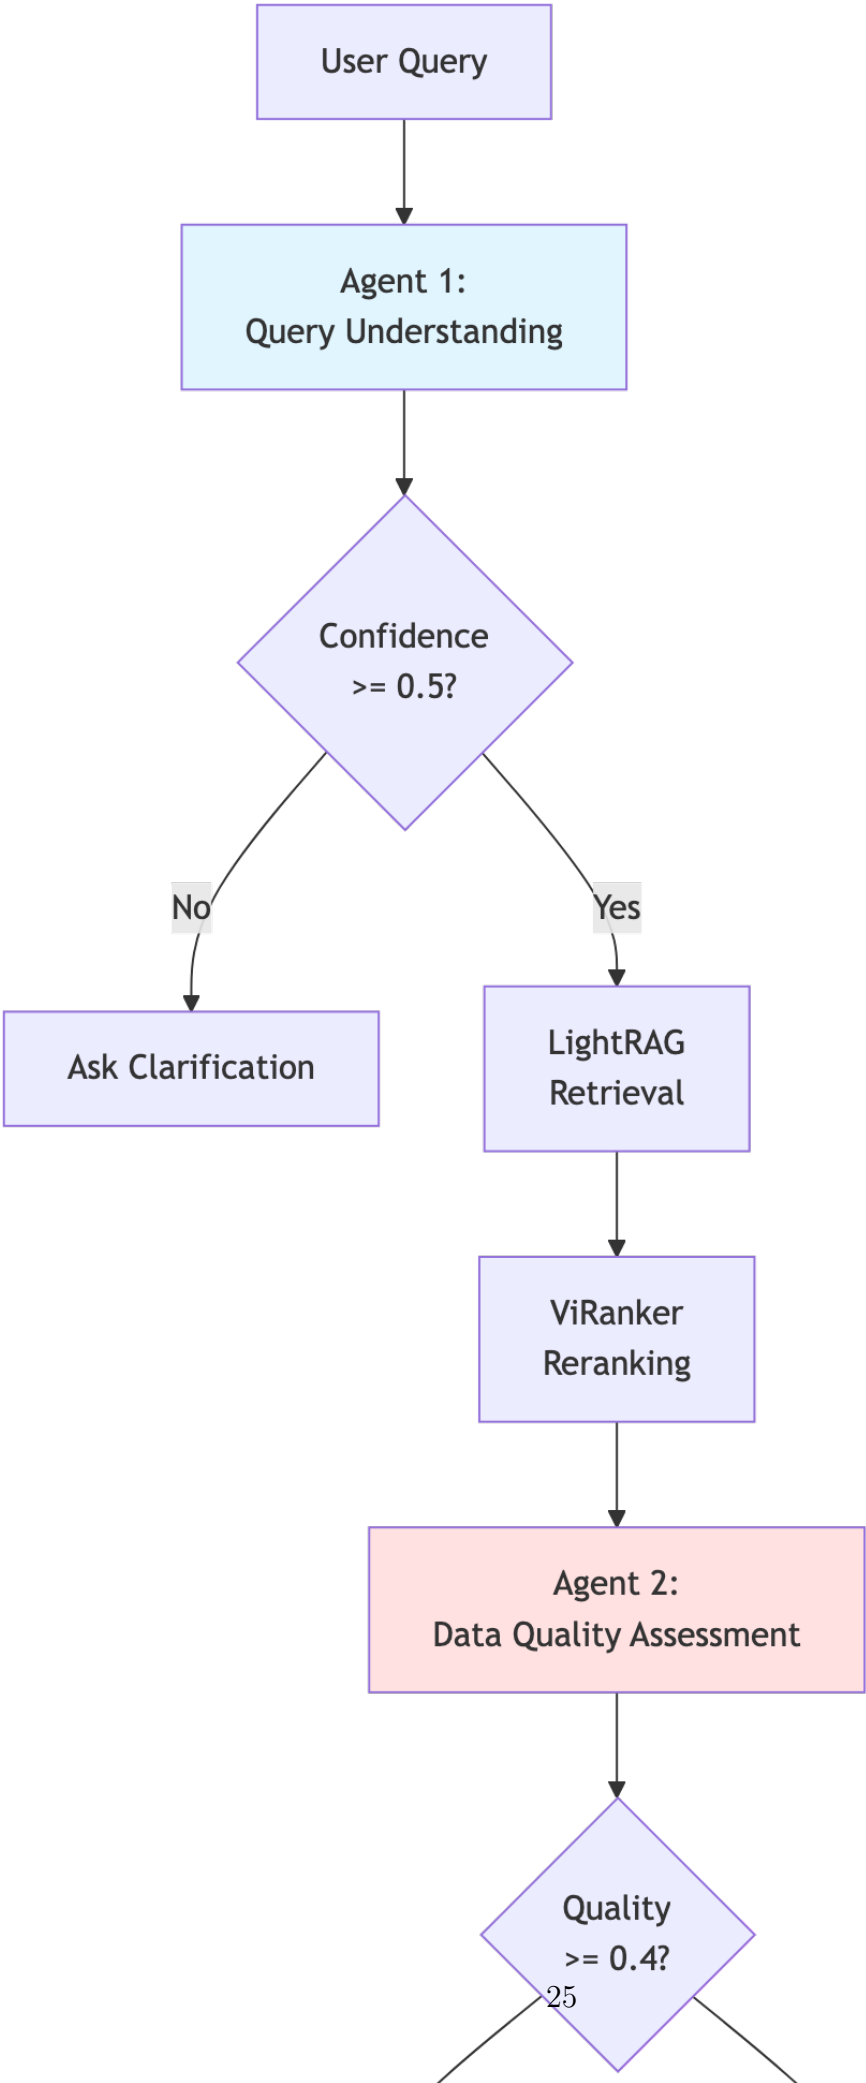 User Query
Agent 1:
Query Understanding
Confidence
>= 0.5?
No
Yes
Ask Clarification
LightRAG
Retrieval
ViRanker
Reranking
Agent 2:
Data Quality Assessment
Quality
>= 0.4?
25